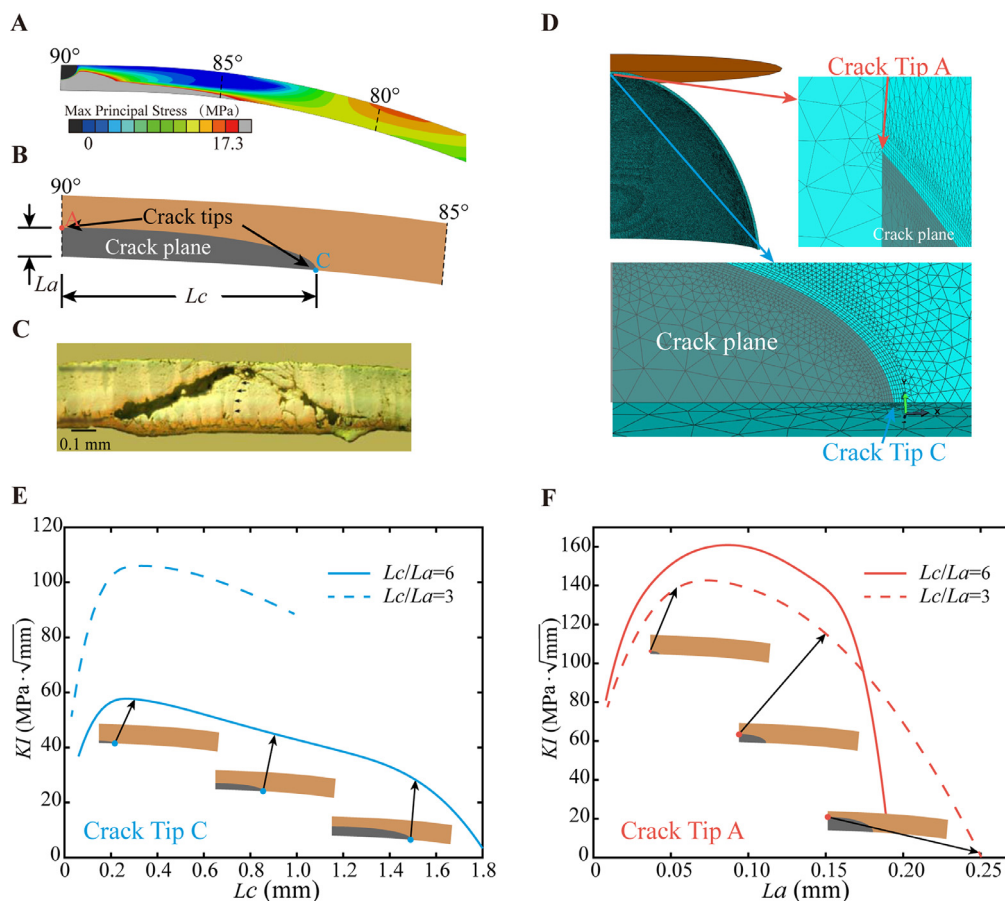 A
90°
85°
80°
Max Principal Stress （MPa）
0
17.3
B
90°
85°
A
Crack tips
Crack plane
C
La
Lc
C
0.1 mm
D
Crack Tip A
Crack plane
Crack plane
Y
X
Crack Tip C
E
KI (MPa·√mm)
120
100
80
60
40
20
0
Lc/La=6
Lc/La=3
Crack Tip C
0
0.2
0.4
0.6
0.8
1.0
1.2
1.4
1.6
1.8
Lc (mm)
F
KI (MPa·√mm)
160
140
120
100
80
60
40
20
0
Lc/La=6
Lc/La=3
Crack Tip A
0
0.05
0.10
0.15
0.20
0.25
La (mm)